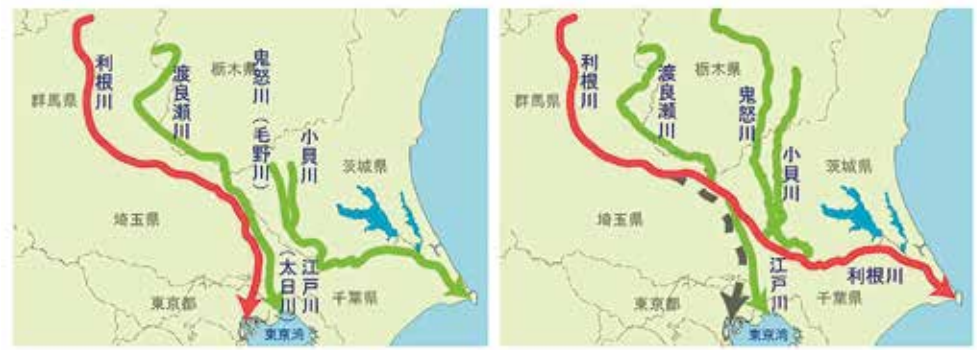 利根川
群馬県
渡良瀬川
栃木県
鬼怒川(毛野川)
小貝川
茨城県
埼玉県
江戸川
(太日川)
東京都
千葉県
東京湾
利根川
群馬県
渡良瀬川
栃木県
鬼怒川
小貝川
茨城県
埼玉県
江戸川
利根川
東京都
千葉県
東京湾